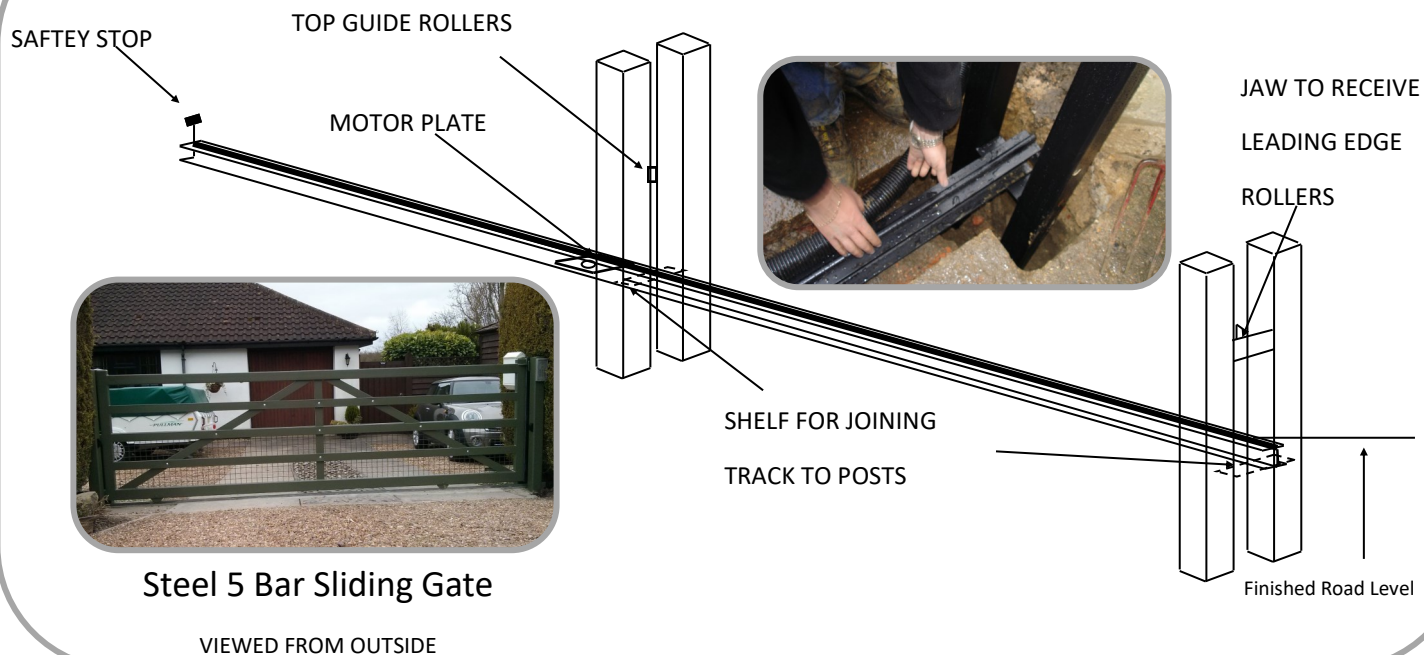 TOP GUIDE ROLLERS
SAFTEY STOP
MOTOR PLATE
JAW TO RECEIVE
LEADING EDGE
ROLLERS
PULLMAN
SHELF FOR JOINING
TRACK TO POSTS
Steel 5 Bar Sliding Gate
Finished Road Level
VIEWED FROM OUTSIDE